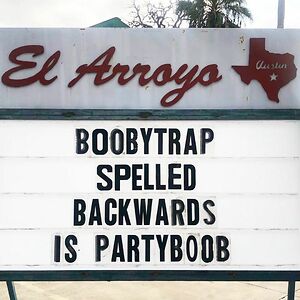 El Arroyo
Austin
BOOBYTRAP
SPELLED
BACKWARDS
IS PARTYBOOB